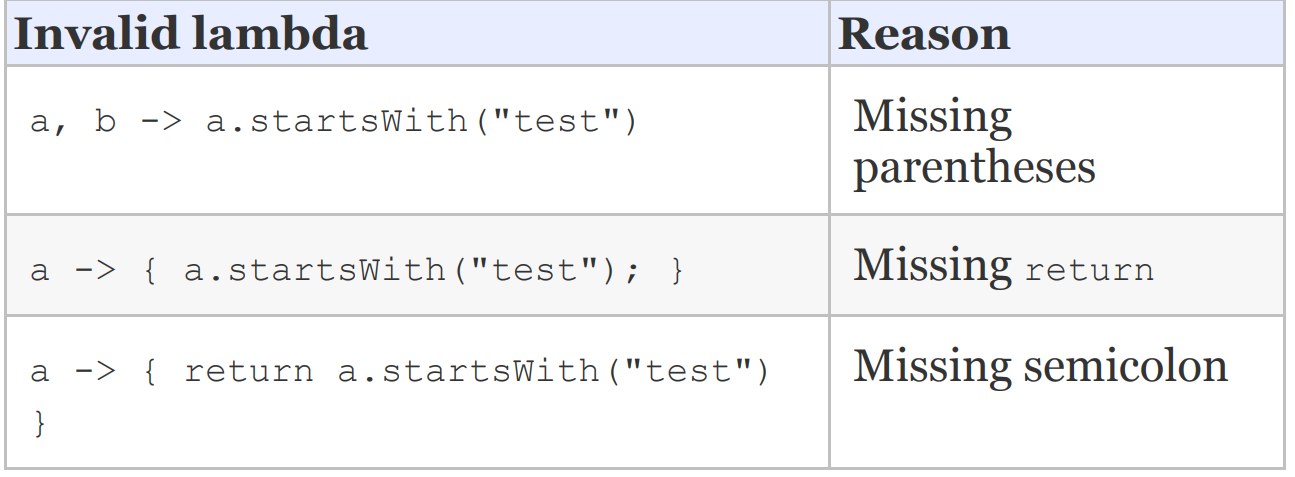 Invalid lambda Reason
a, b -> a.startsWith("test") Missing
parentheses
a -> { a.startsWith("test"); } Missing return
a -> { return a.startsWith("test") Missing semicolon
}